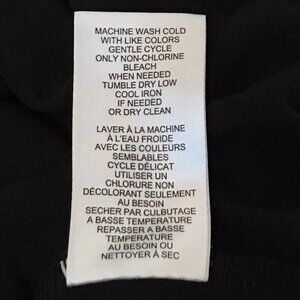 MACHINE WASH COLD
WITH LIKE COLORS
GENTLE CYCLE
ONLY NON-CHLORINE
BLEACH
WHEN NEEDED
TUMBLE DRY LOW
COOL IRON
IF NEEDED
OR DRY CLEAN
LAVER À LA MACHINE
À L'EAU FROIDE
AVEC LES COULEURS
SEMBLABLES
CYCLE DÉLICAT
UTILISER UN
CHLORURE NON
DÉCOLORANT SEULEMENT
AU BESOIN
SECHER PAR CULBUTAGE
A BASSE TEMPERATURE
REPASSER A BASSE
TEMPÉRATURE
AU BESOIN OU
NETTOYER À SEC